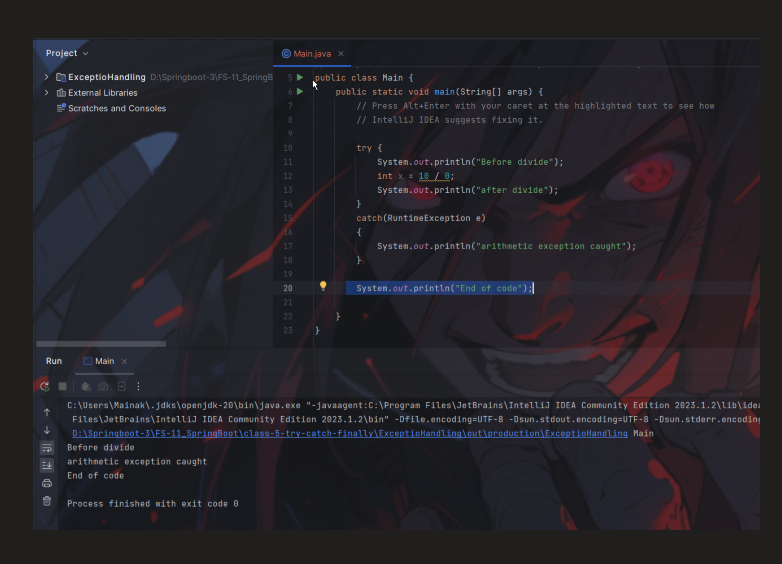 Project
Main.java
ExceptioHandling D:\Springboot-3\FS-11_SpringB
External Libraries
Scratches and Consoles
5 public class Main {
6 public static void main(String[] args) {
7 // Press Alt+Enter with your caret at the highlighted text to see how
8 // IntelliJ IDEA suggests fixing it.
9
10 try {
11 System.out.println("Before divide");
12 int x = 10 / 0;
13 System.out.println("after divide");
14 }
15 catch(RuntimeException e)
16 {
17 System.out.println("arithmetic exception caught");
18 }
19
20 System.out.println("End of code");
21
22 }
23 }
Run Main
C:\Users\Mainak\.jdks\openjdk-20\bin\java.exe "-javaagent:C:\Program Files\JetBrains\IntelliJ IDEA Community Edition 2023.1.2\lib\idea
Files\JetBrains\IntelliJ IDEA Community Edition 2023.1.2\bin" -Dfile.encoding=UTF-8 -Dsun.stdout.encoding=UTF-8 -Dsun.stderr.encoding
D:\Springboot-3\FS-11_SpringBoot\class-5-try-catch-finally\ExceptioHandling\out\production\ExceptioHandling Main
Before divide
arithmetic exception caught
End of code
Process finished with exit code 0